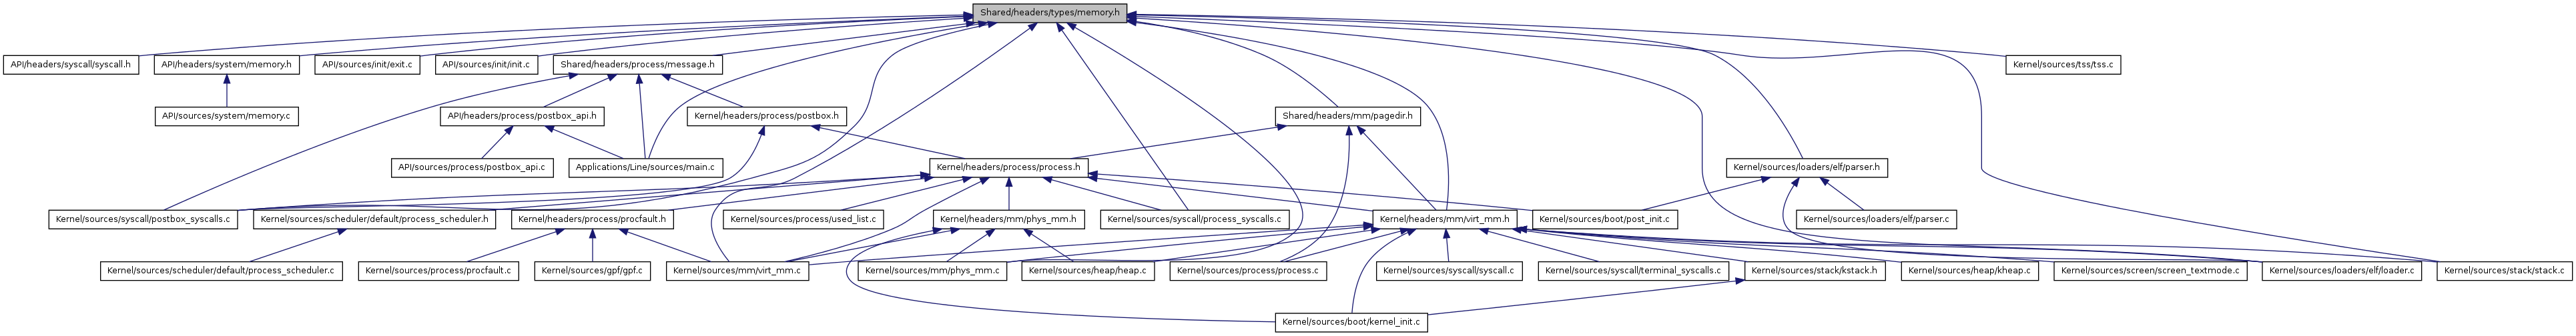 Shared/headers/types/memory.h
API/headers/syscall/syscall.h
API/headers/system/memory.h
API/sources/init/exit.c
API/sources/init/init.c
Shared/headers/process/message.h
Kernel/sources/tss/tss.c
API/sources/system/memory.c
API/headers/process/postbox_api.h
Kernel/headers/process/postbox.h
Shared/headers/mm/pagedir.h
API/sources/process/postbox_api.c
Applications/Line/sources/main.c
Kernel/headers/process/process.h
Kernel/sources/loaders/elf/parser.h
Kernel/sources/syscall/postbox_syscalls.c
Kernel/sources/scheduler/default/process_scheduler.h
Kernel/headers/process/procfault.h
Kernel/sources/process/used_list.c
Kernel/headers/mm/phys_mm.h
Kernel/sources/syscall/process_syscalls.c
Kernel/headers/mm/virt_mm.h
Kernel/sources/boot/post_init.c
Kernel/sources/loaders/elf/parser.c
Kernel/sources/scheduler/default/process_scheduler.c
Kernel/sources/process/procfault.c
Kernel/sources/gpf/gpf.c
Kernel/sources/mm/virt_mm.c
Kernel/sources/mm/phys_mm.c
Kernel/sources/heap/heap.c
Kernel/sources/process/process.c
Kernel/sources/syscall/syscall.c
Kernel/sources/syscall/terminal_syscalls.c
Kernel/sources/stack/kstack.h
Kernel/sources/heap/kheap.c
Kernel/sources/screen/screen_textmode.c
Kernel/sources/loaders/elf/loader.c
Kernel/sources/stack/stack.c
Kernel/sources/boot/kernel_init.c